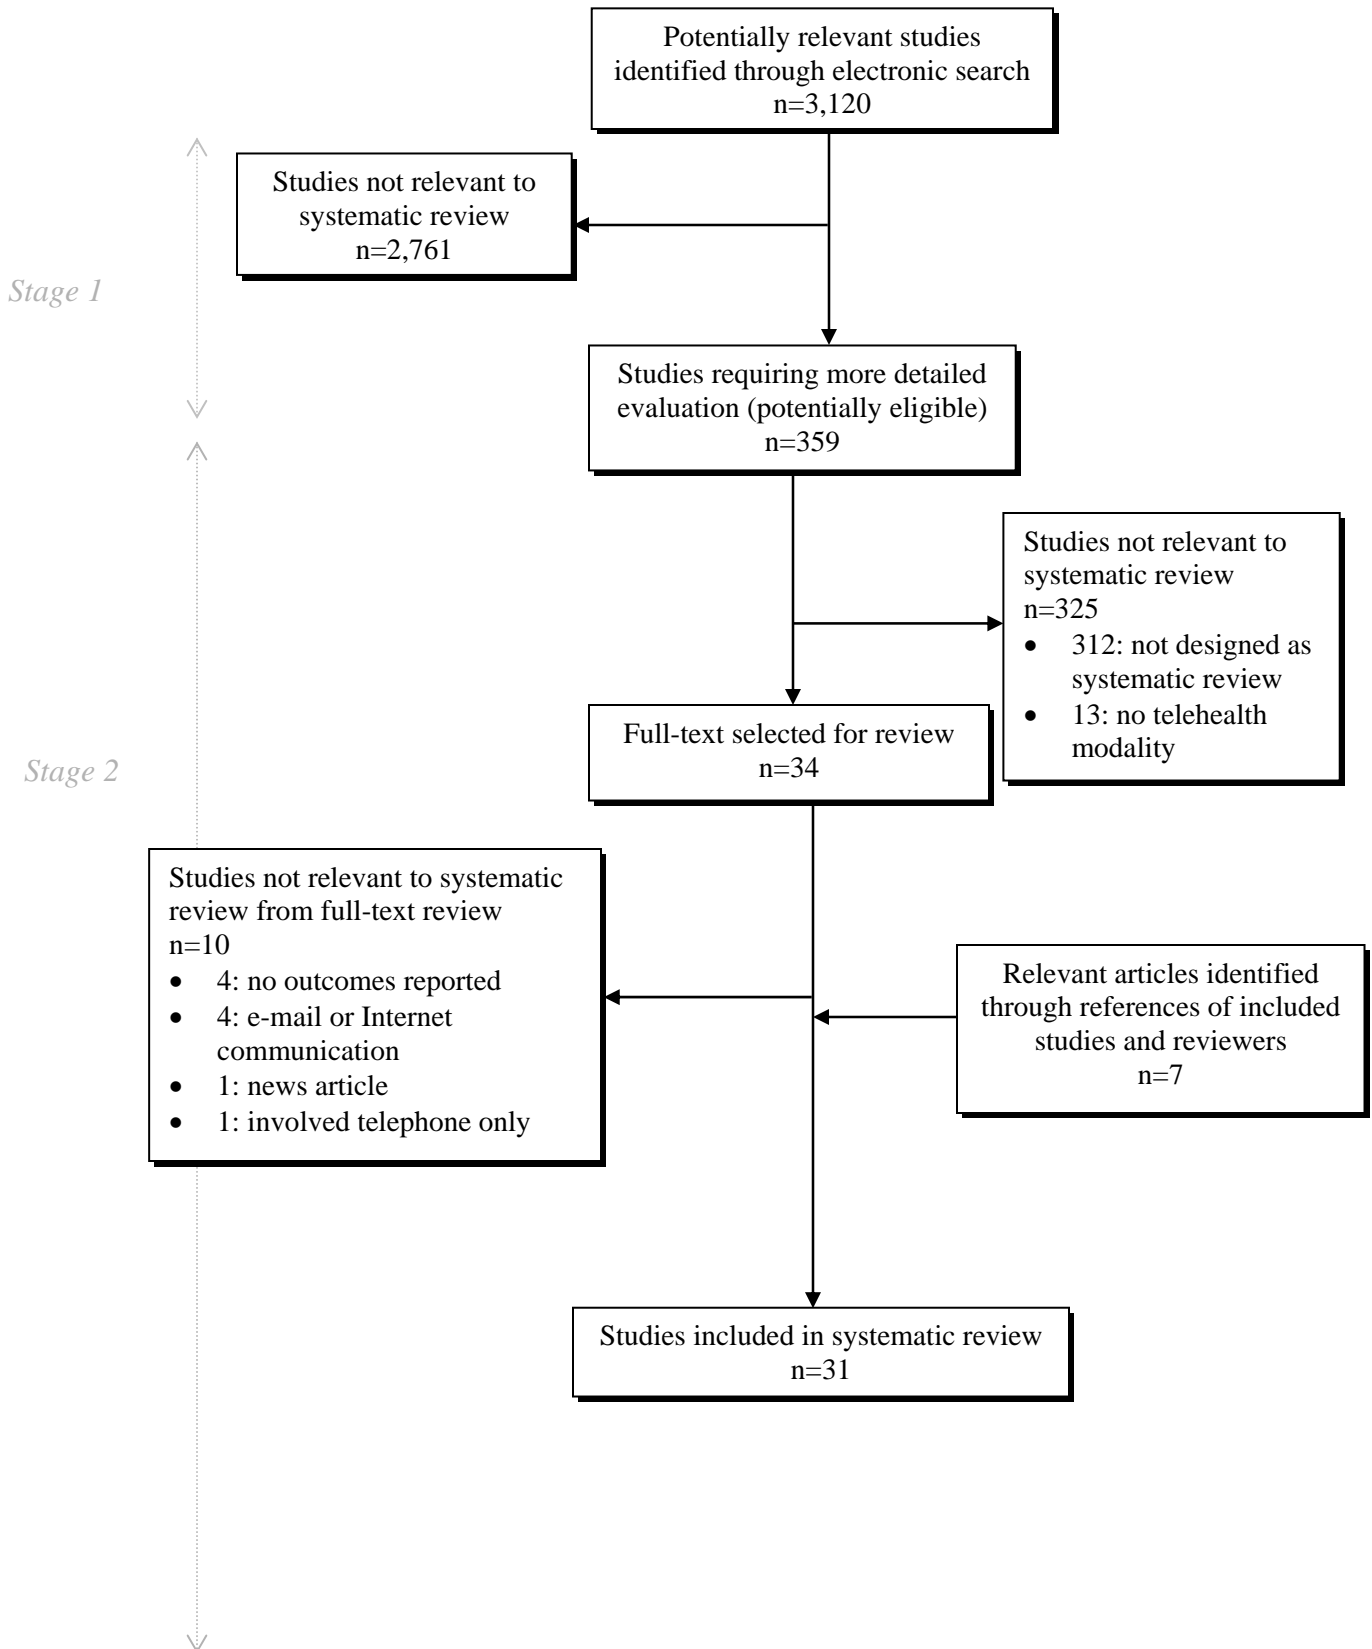 Potentially relevant studies
identified through electronic search
n=3,120
Studies not relevant to
systematic review
n=2,761
Stage 1
Studies requiring more detailed
evaluation (potentially eligible)
n=359
Studies not relevant to
systematic review
n=325
• 312: not designed as
systematic review
• 13: no telehealth
modality
Full-text selected for review
n=34
Stage 2
Studies not relevant to systematic
review from full-text review
n=10
• 4: no outcomes reported
• 4: e-mail or Internet
communication
• 1: news article
• 1: involved telephone only
Relevant articles identified
through references of included
studies and reviewers
n=7
Studies included in systematic review
n=31